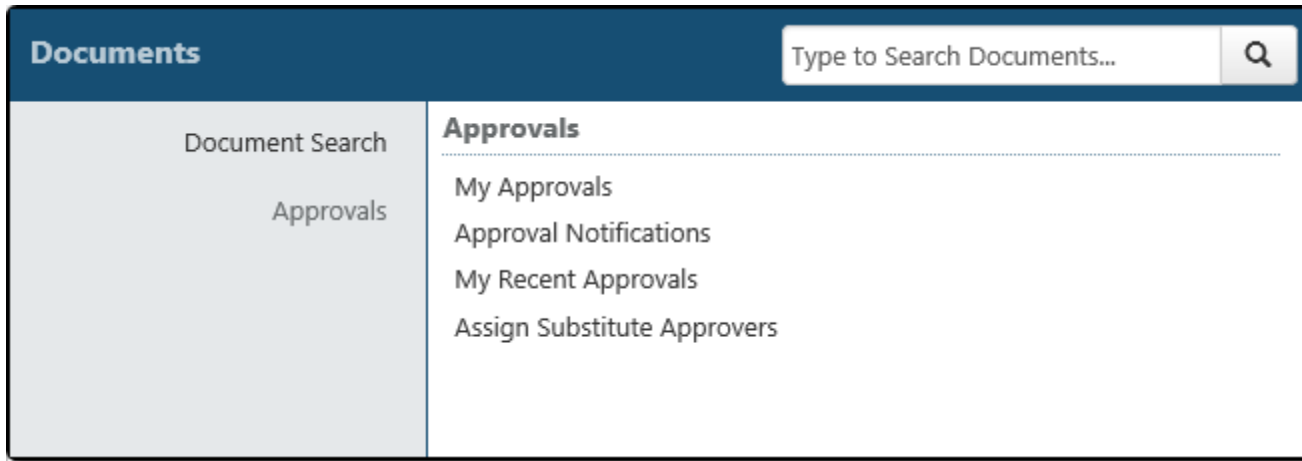 Documents
Type to Search Documents...
Document Search
Approvals
Approvals
My Approvals
Approval Notifications
My Recent Approvals
Assign Substitute Approvers